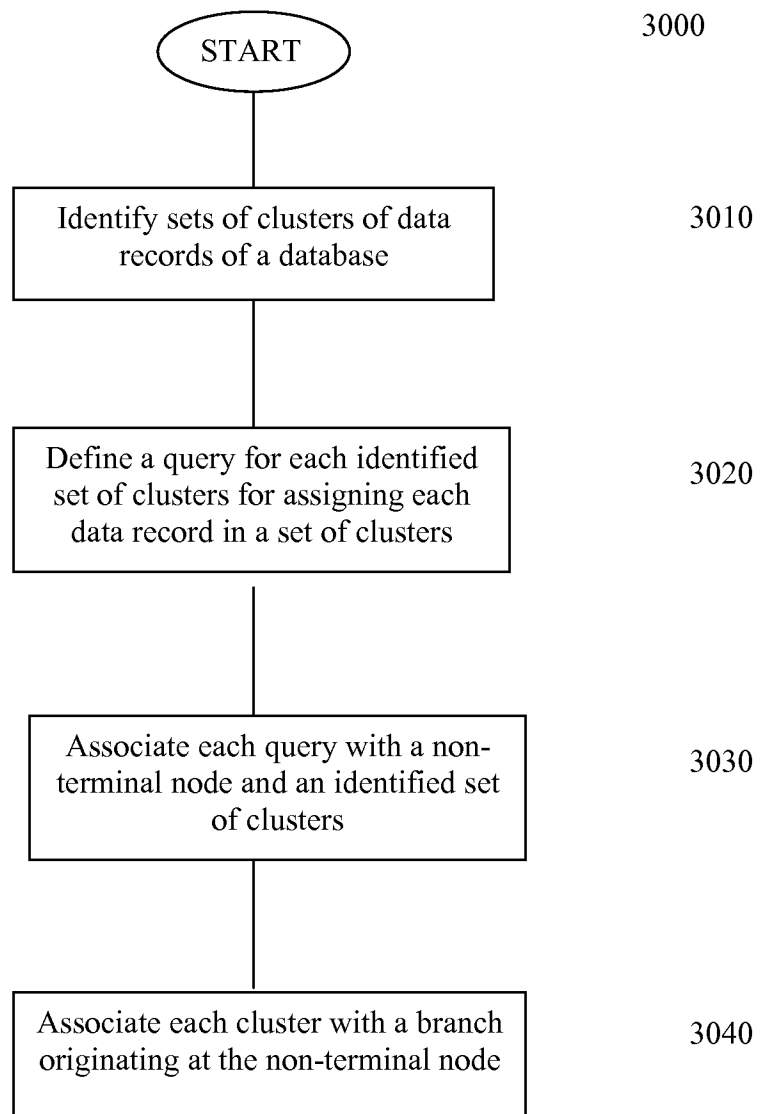 START
3000
Identify sets of clusters of data
records of a database
3010
Define a query for each identified
set of clusters for assigning each
data record in a set of clusters
3020
Associate each query with a non-
terminal node and an identified set
of clusters
3030
Associate each cluster with a branch
originating at the non-terminal node
3040